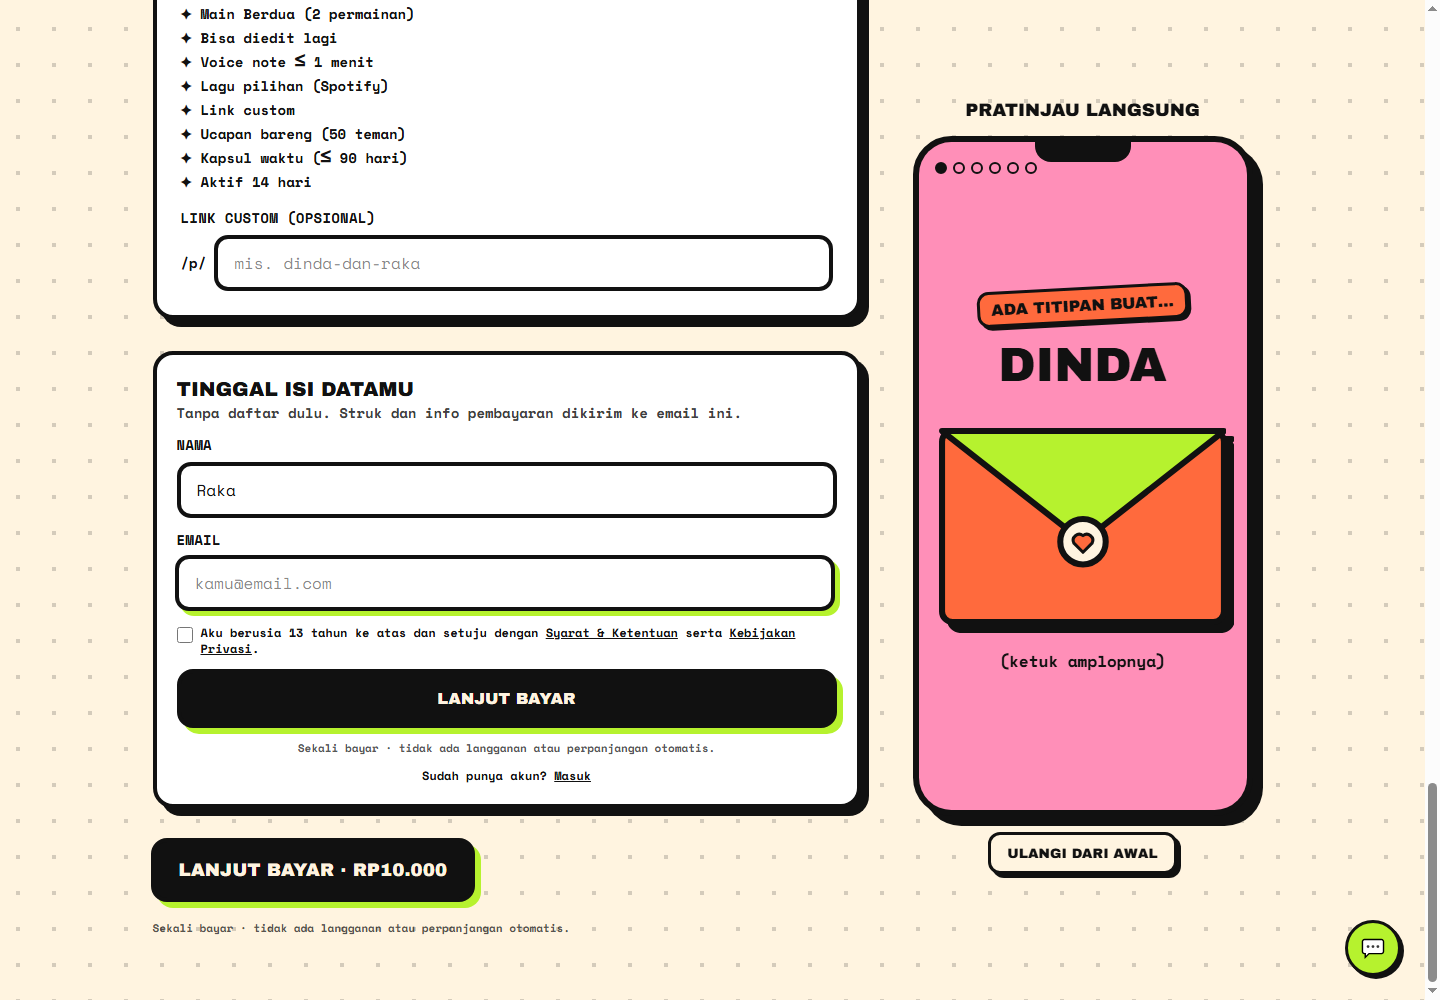 ✦ Main Berdua (2 permainan)
✦ Bisa diedit lagi
✦ Voice note ≤ 1 menit
✦ Lagu pilihan (Spotify)
✦ Link custom
✦ Ucapan bareng (50 teman)
✦ Kapsul waktu (≤ 90 hari)
✦ Aktif 14 hari
LINK CUSTOM (OPSIONAL)
/p/ mis. dinda-dan-raka
TINGGAL ISI DATAMU
Tanpa daftar dulu. Struk dan info pembayaran dikirim ke email ini.
NAMA
Raka
EMAIL
kamu@email.com
Aku berusia 13 tahun ke atas dan setuju dengan Syarat & Ketentuan serta Kebijakan
Privasi.
LANJUT BAYAR
Sekali bayar · tidak ada langganan atau perpanjangan otomatis.
Sudah punya akun? Masuk
LANJUT BAYAR · RP10.000
Sekali bayar · tidak ada langganan atau perpanjangan otomatis.
PRATINJAU LANGSUNG
ADA TITIPAN BUAT...
DINDA
(ketuk amplopnya)
ULANGI DARI AWAL